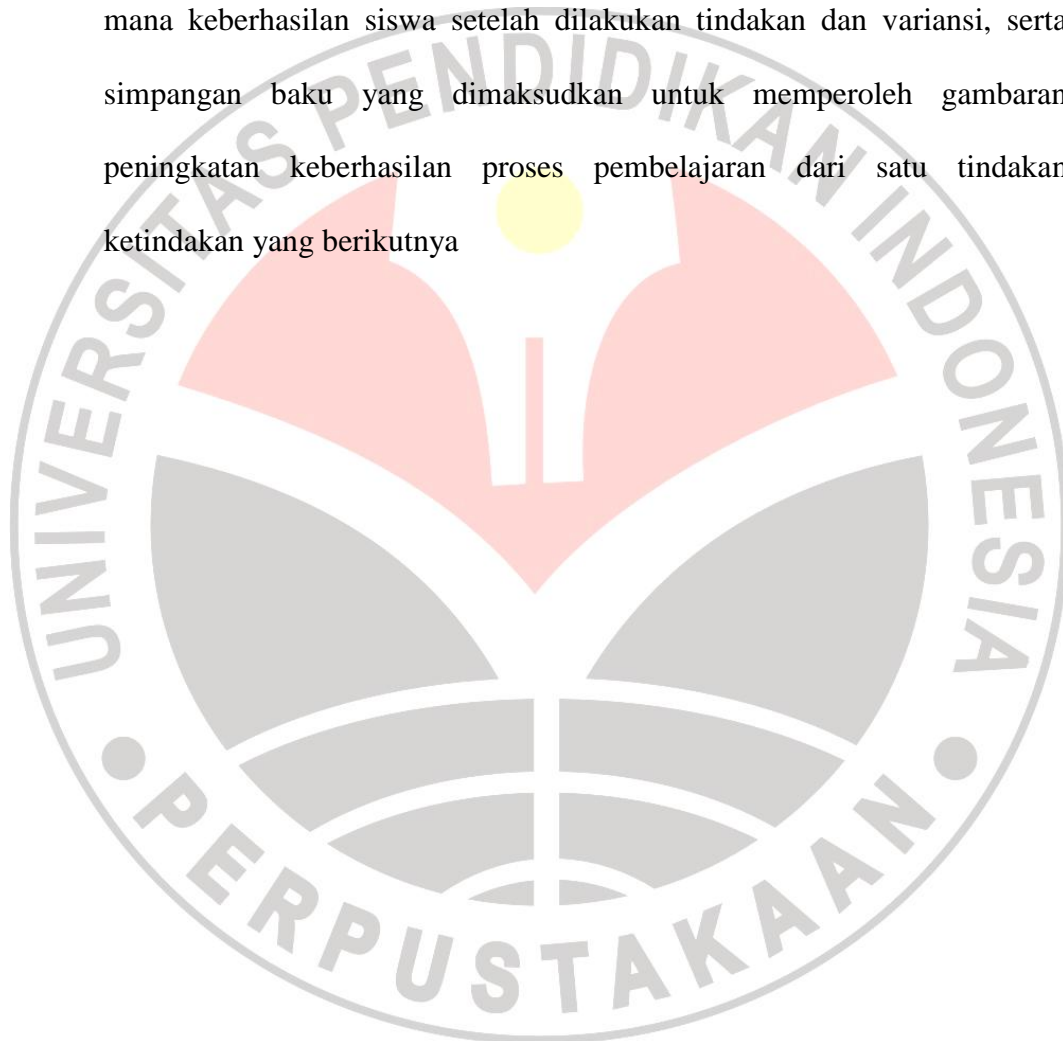 mana keberhasilan siswa setelah dilakukan tindakan dan variansi, serta
simpangan baku yang dimaksudkan untuk memperoleh gambaran
peningkatan keberhasilan proses pembelajaran dari satu tindakan
ketindakan yang berikutnya
UNIVERSITAS PENDIDIKAN INDONESIA
PERPUSTAKAAN